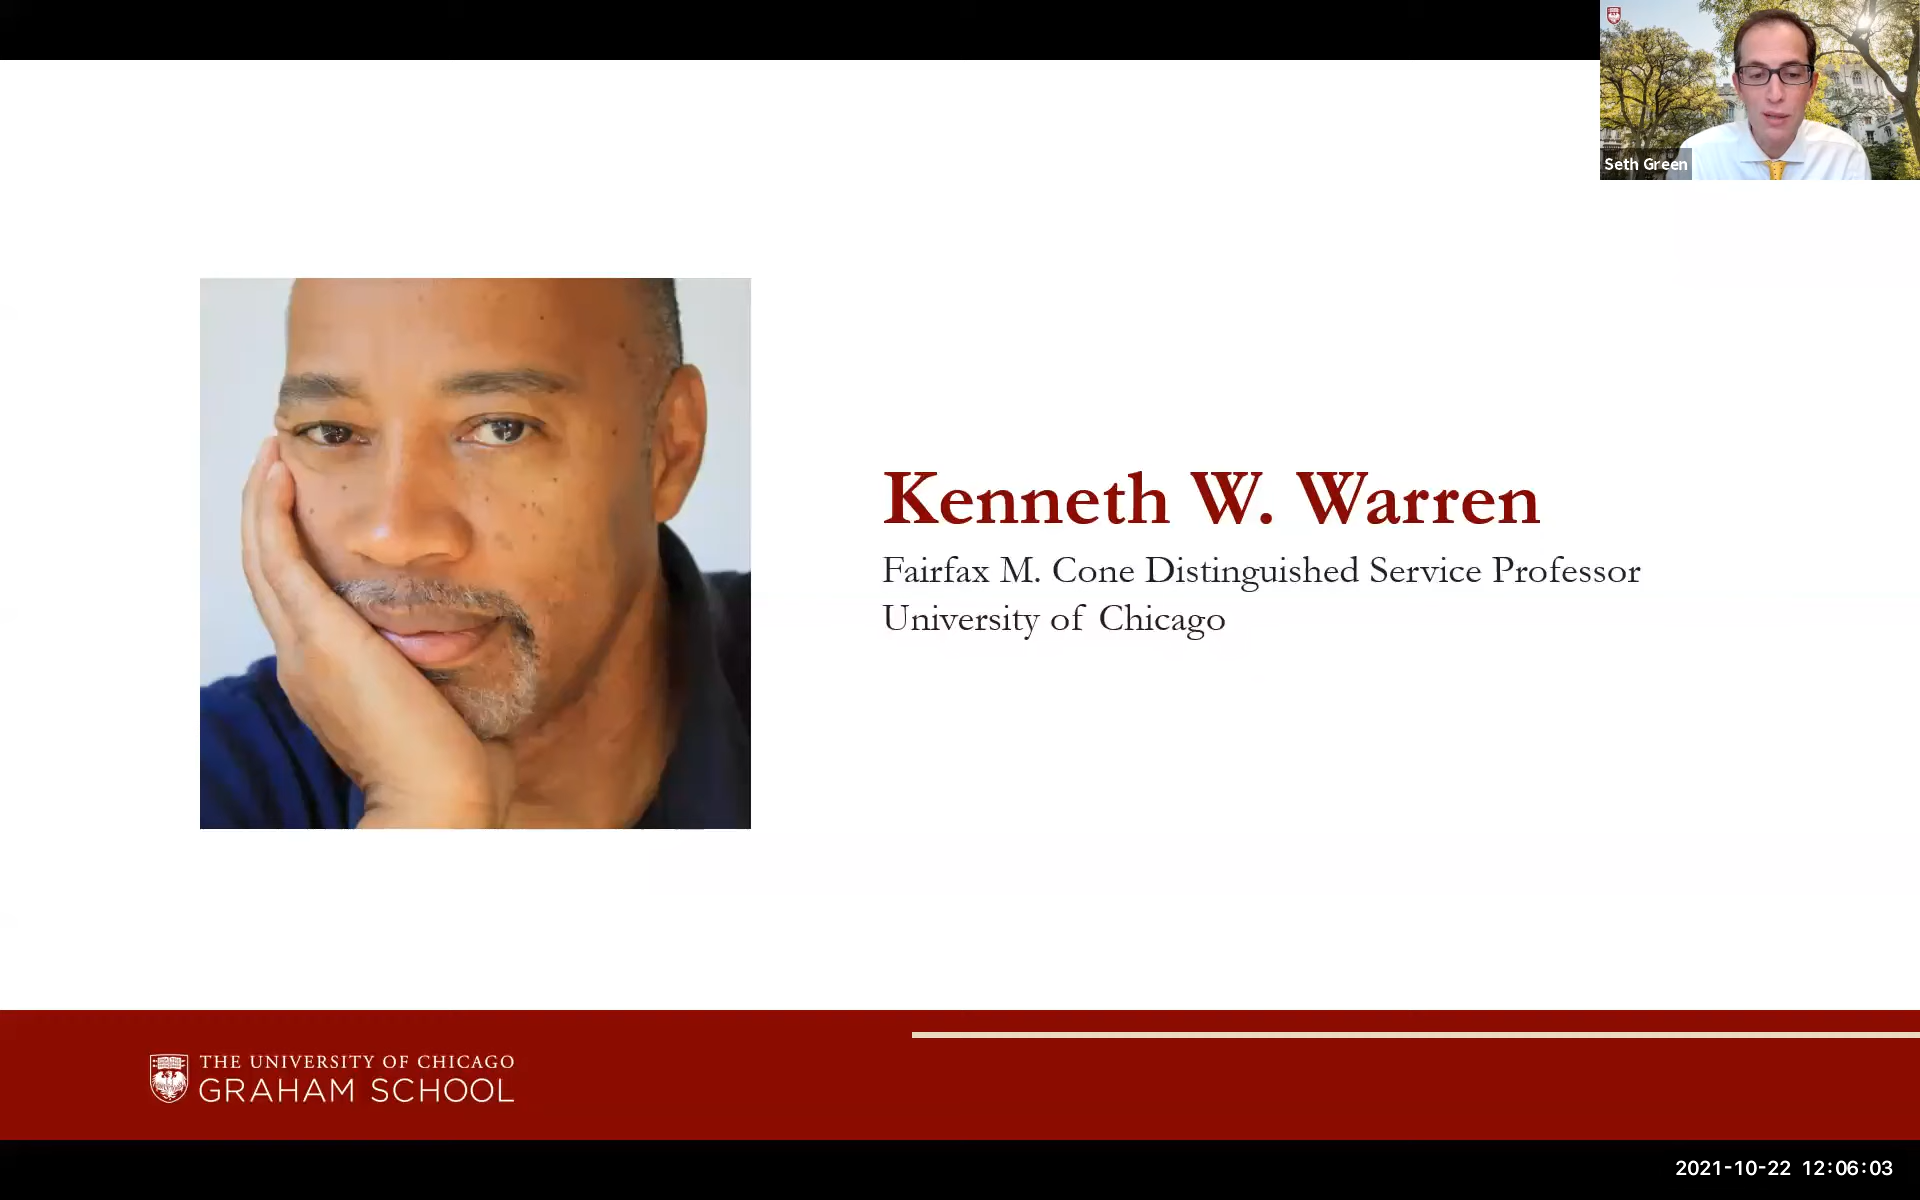 Seth Green
Kenneth W. Warren
Fairfax M. Cone Distinguished Service Professor
University of Chicago
THE UNIVERSITY OF CHICAGO
GRAHAM SCHOOL
2021-10-22 12:06:03